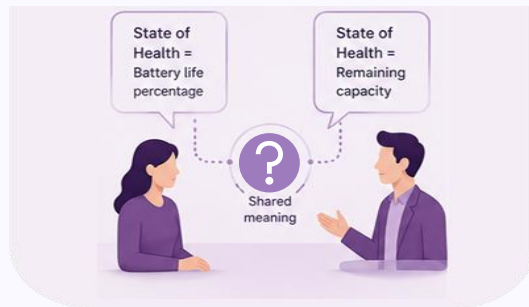 State of
Health =
Battery life
percentage
State of
Health =
Remaining
capacity
?
Shared
meaning